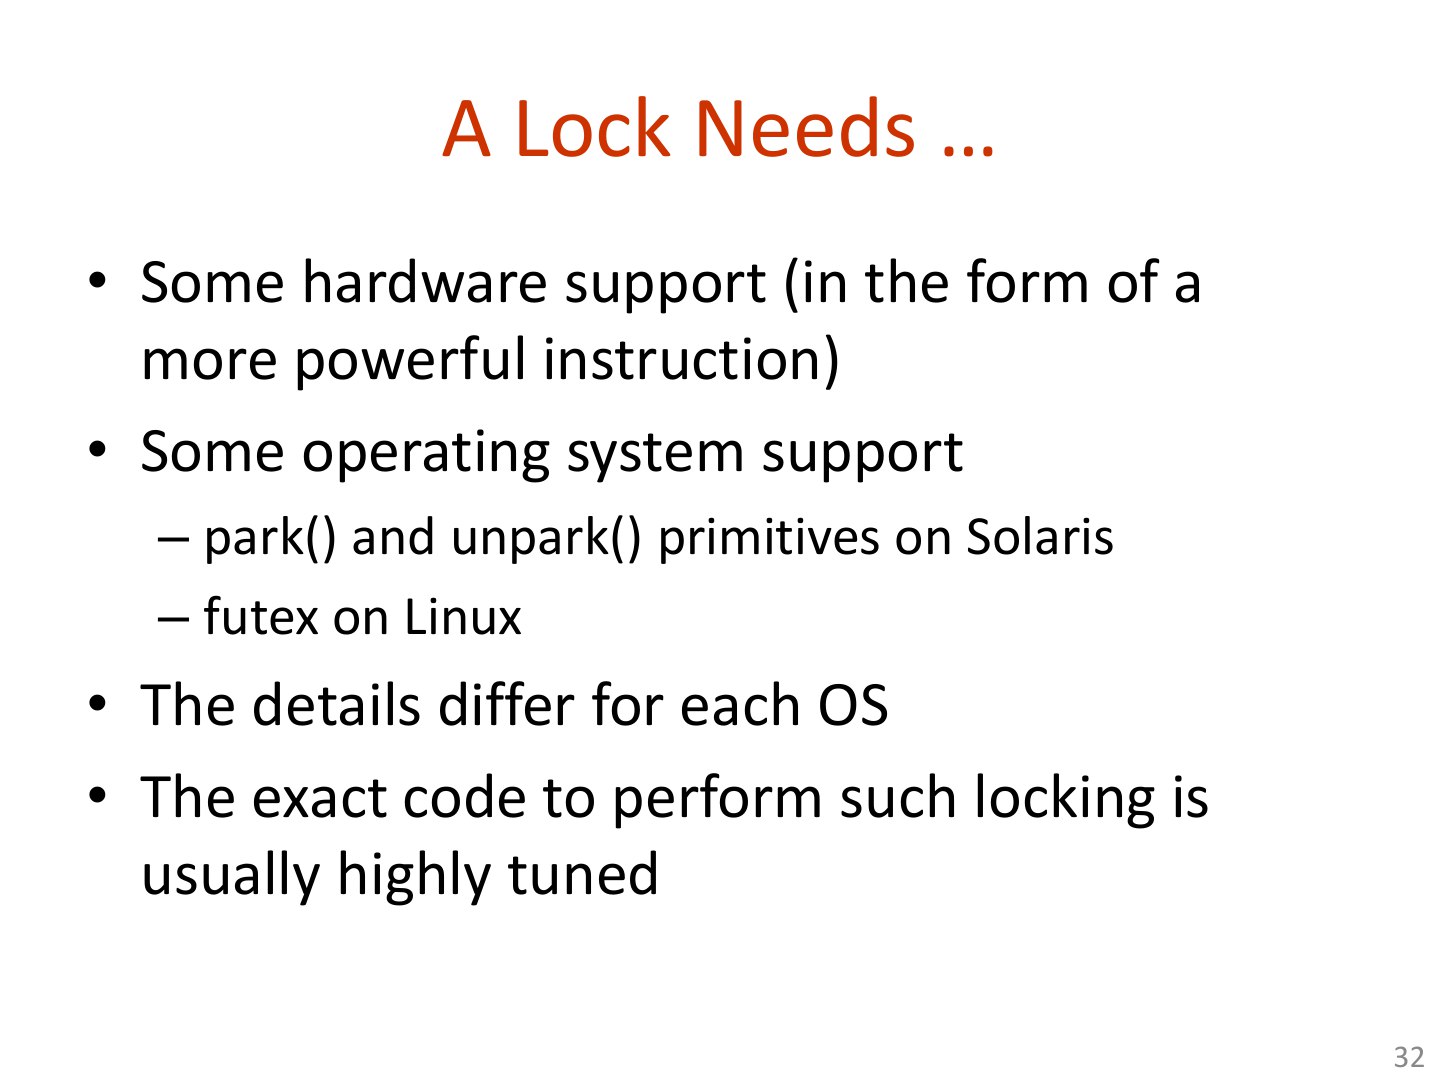 A Lock Needs …
• Some hardware support (in the form of a
more powerful instruction)
• Some operating system support
– park() and unpark() primitives on Solaris
– futex on Linux
• The details differ for each OS
• The exact code to perform such locking is
usually highly tuned
32